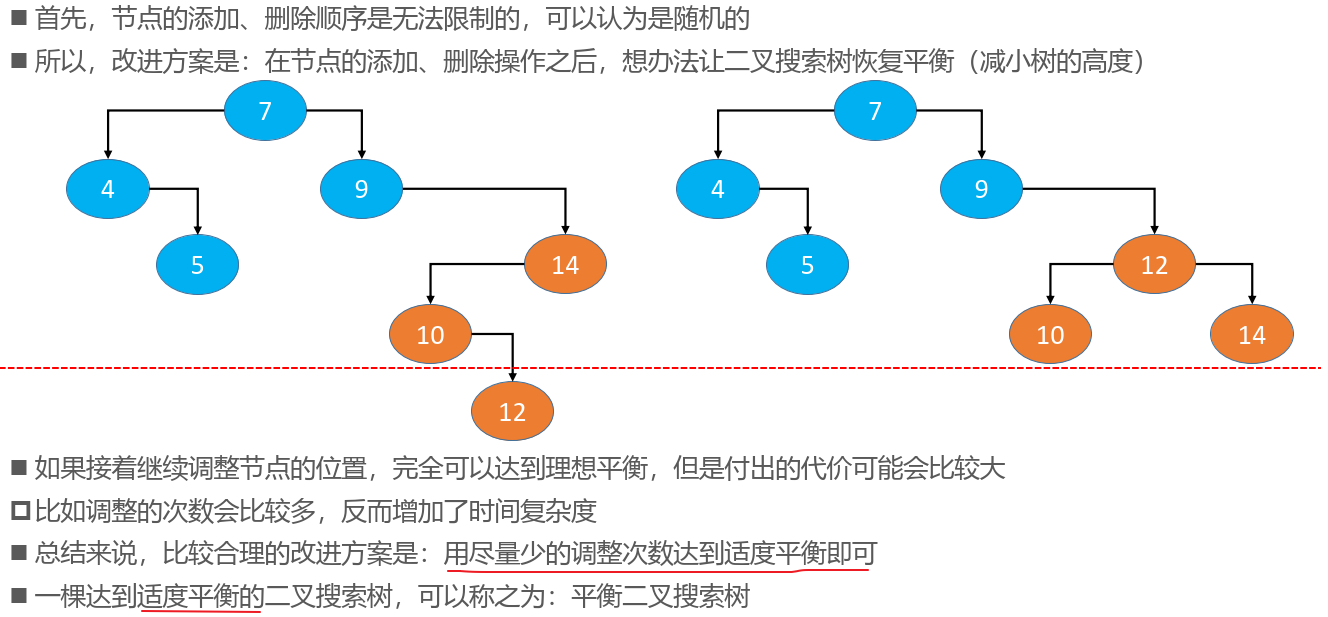 首先，节点的添加、删除顺序是无法限制的，可以认为是随机的
所以，改进方案是：在节点的添加、删除操作之后，想办法让二叉搜索树恢复平衡（减小树的高度）
7
7
4
9
4
9
5
14
5
12
10
10
14
12
如果接着继续调整节点的位置，完全可以达到理想平衡，但是付出的代价可能会比较大
比如调整的次数会比较多，反而增加了时间复杂度
总结来说，比较合理的改进方案是：用尽量少的调整次数达到适度平衡即可
一棵达到适度平衡的二叉搜索树，可以称之为：平衡二叉搜索树